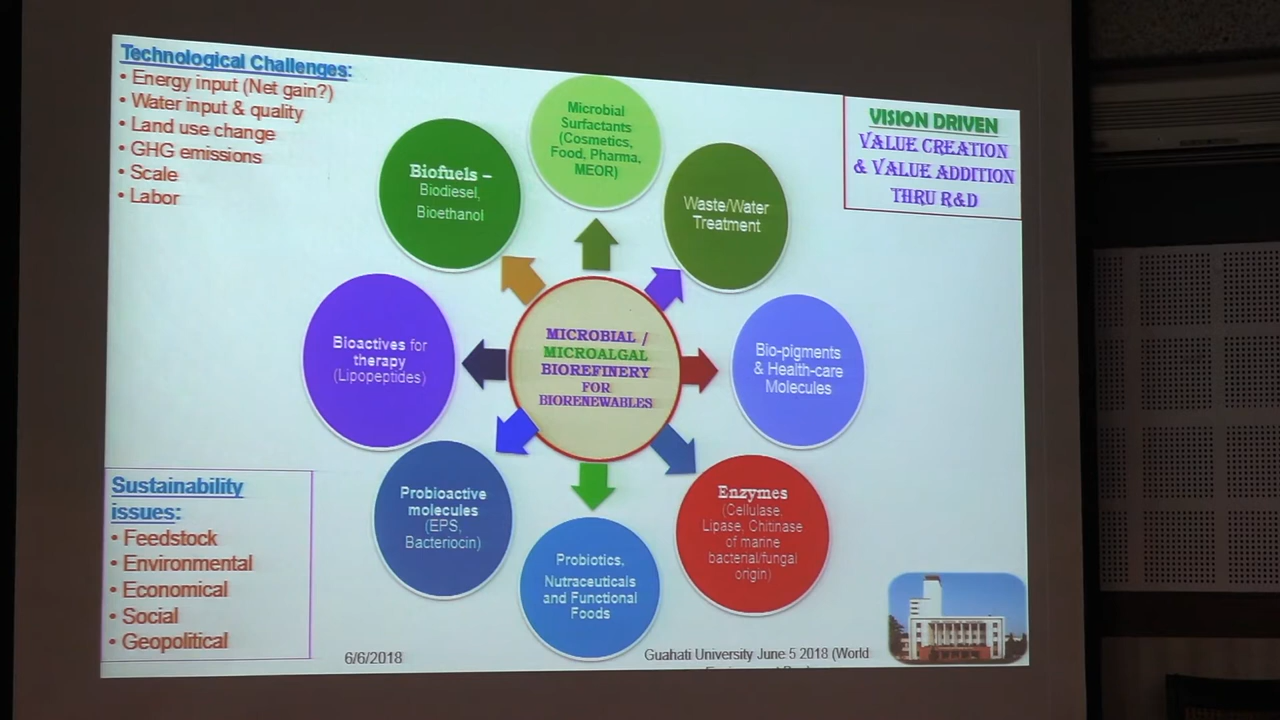 Technological Challenges:
• Energy input (Net gain?)
• Water input & quality
• Land use change
• GHG emissions
• Scale
• Labor
VISION DRIVEN
VALUE CREATION
& VALUE ADDITION
THRU R&D
Microbial
Surfactants
(Cosmetics,
Food, Pharma,
MEOR)
Biofuels –
Biodiesel,
Bioethanol
Waste/Water
Treatment
Bioactives for
therapy
(Lipopeptides)
MICROBIAL /
MICROALGAL
BIOREFINERY
FOR
BIORENEWABLES
Bio-pigments
& Health-care
Molecules
Probioactive
molecules
(EPS,
Bacteriocin)
Enzymes
(Cellulase,
Lipase, Chitinase
of marine
bacterial/fungal
origin)
Probiotics,
Nutraceuticals
and Functional
Foods
Sustainability
issues:
• Feedstock
• Environmental
• Economical
• Social
• Geopolitical
6/6/2018
Guahati University June 5 2018 (World